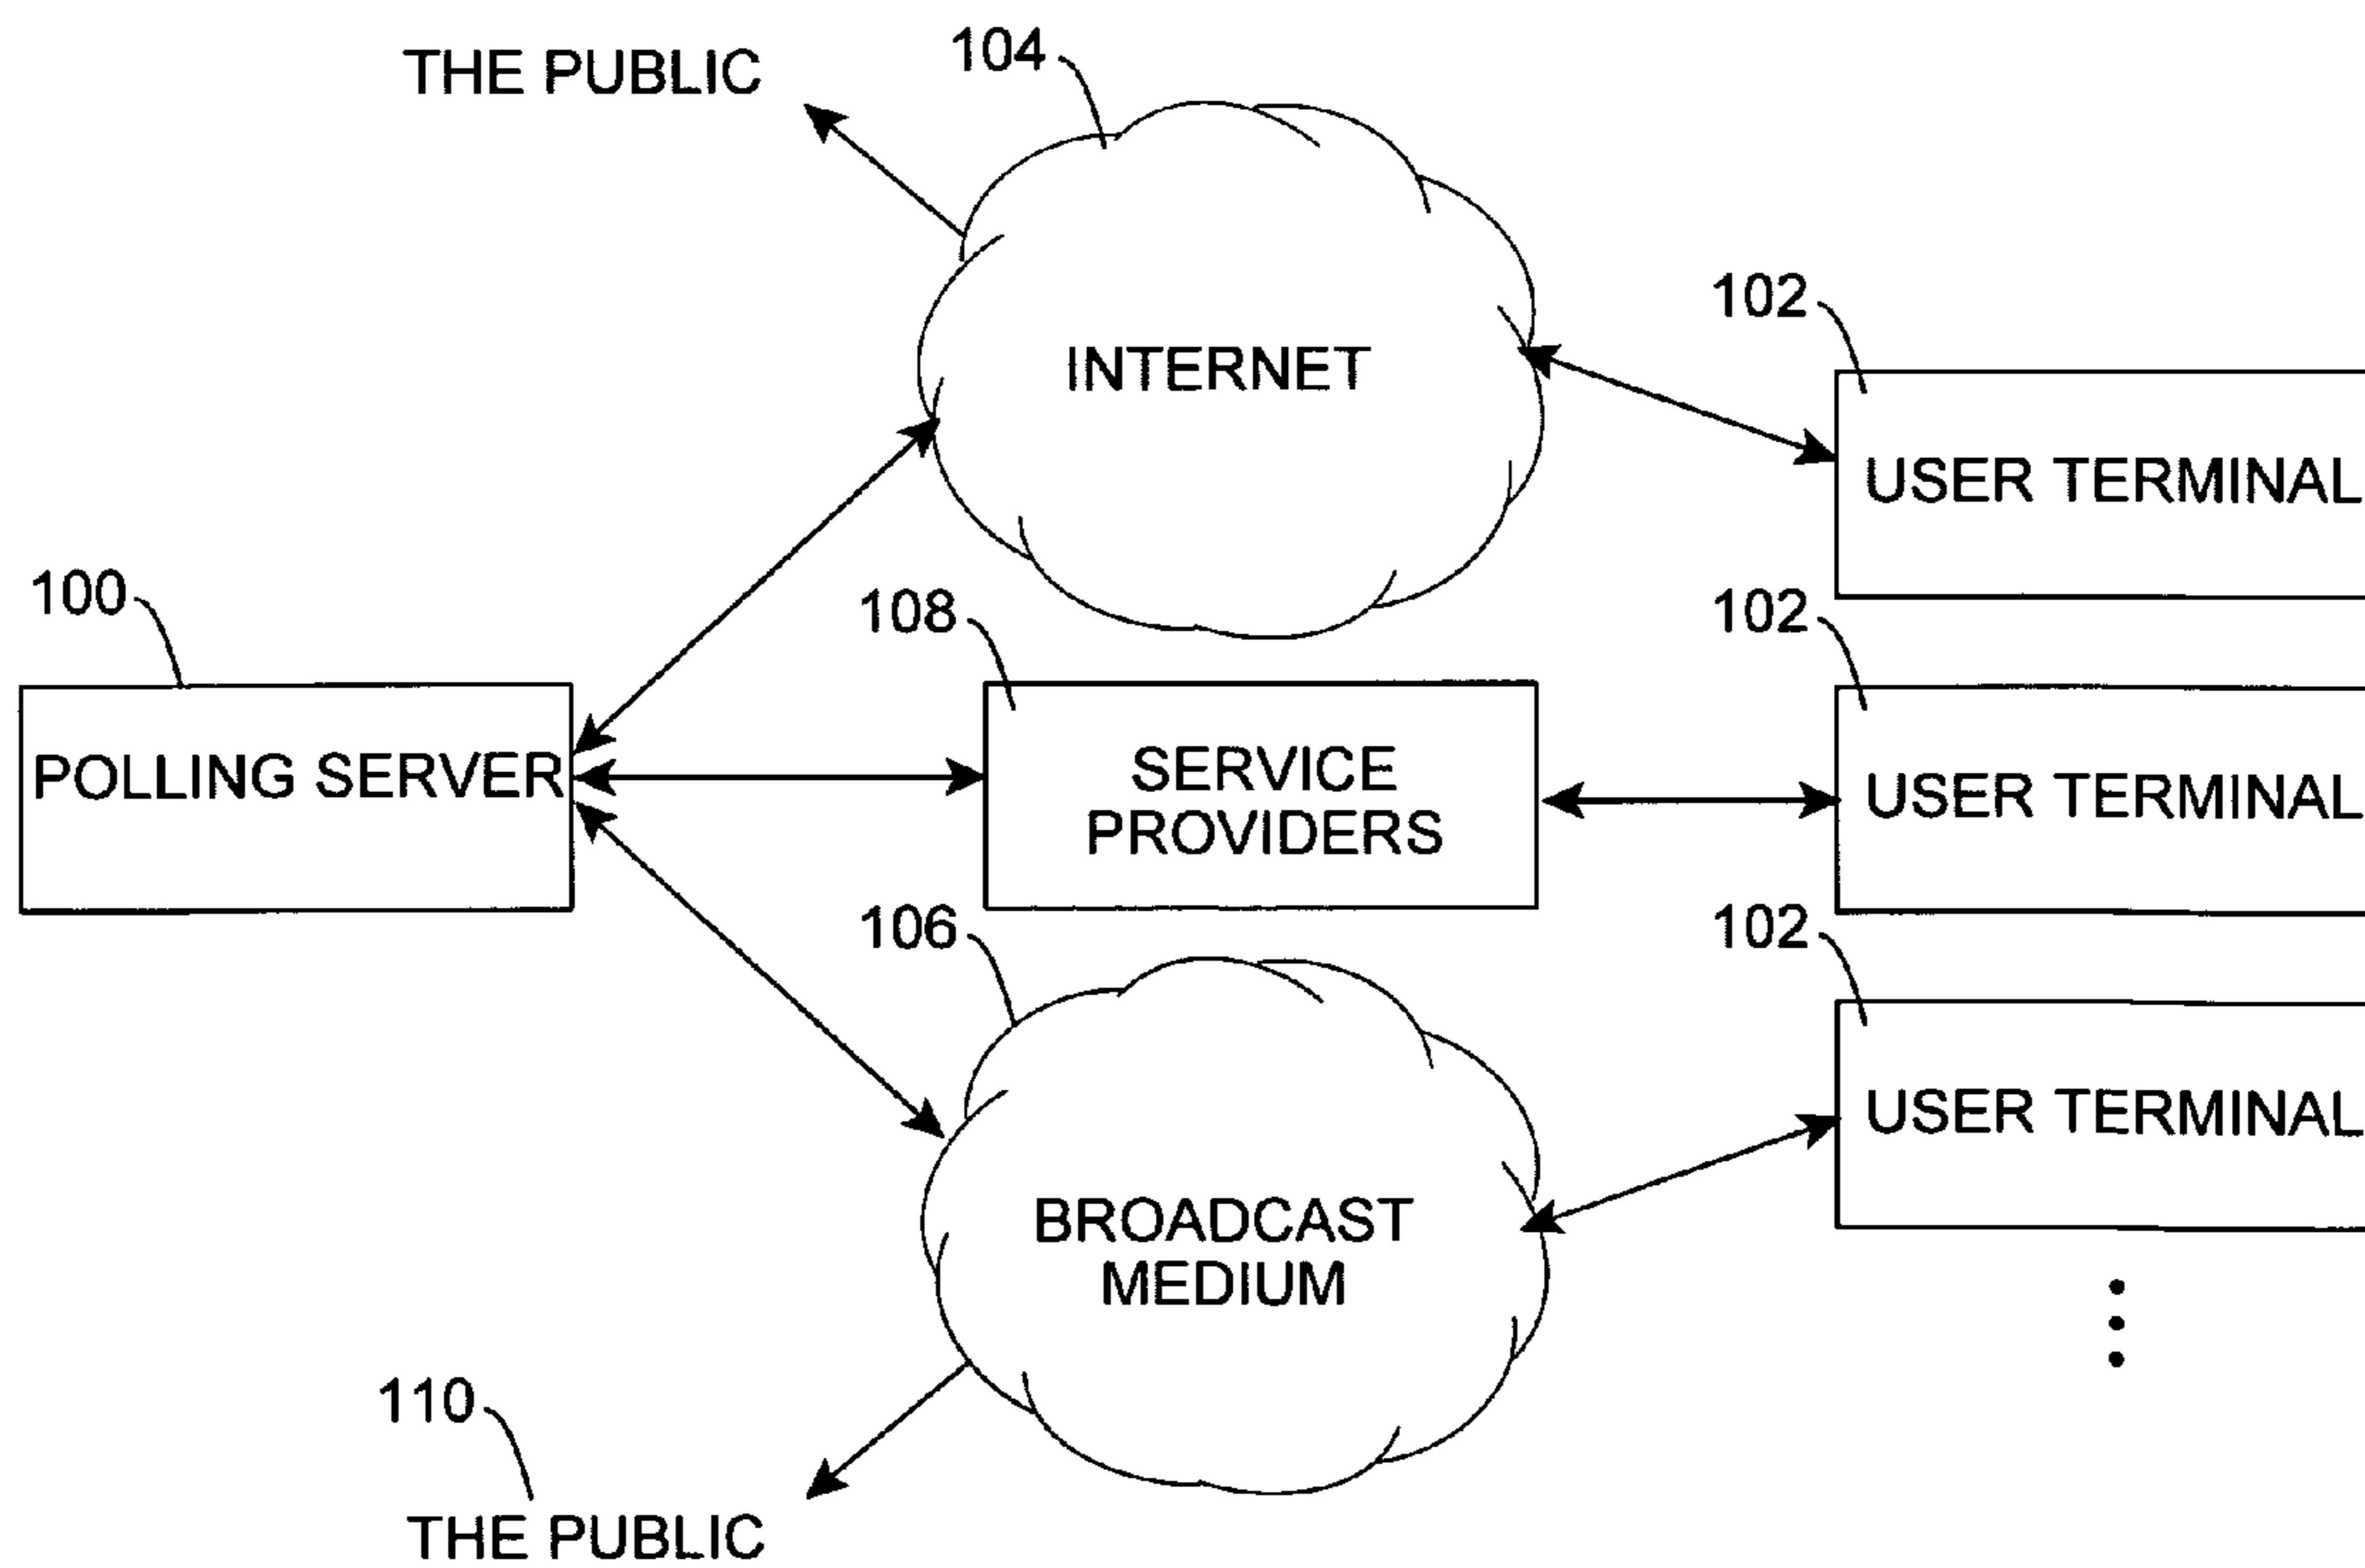 THE PUBLIC
104
INTERNET
102
USER TERMINAL
100
POLLING SERVER
108
SERVICE
PROVIDERS
102
USER TERMINAL
106
BROADCAST
MEDIUM
102
USER TERMINAL
110
THE PUBLIC